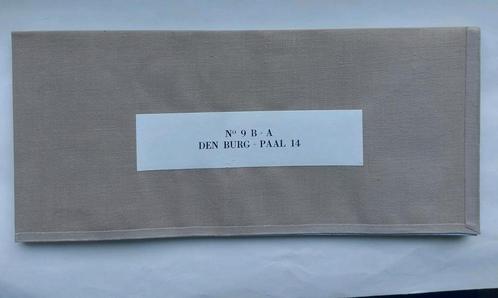 Nº 9 B - A
DEN BURG - PAAL 14